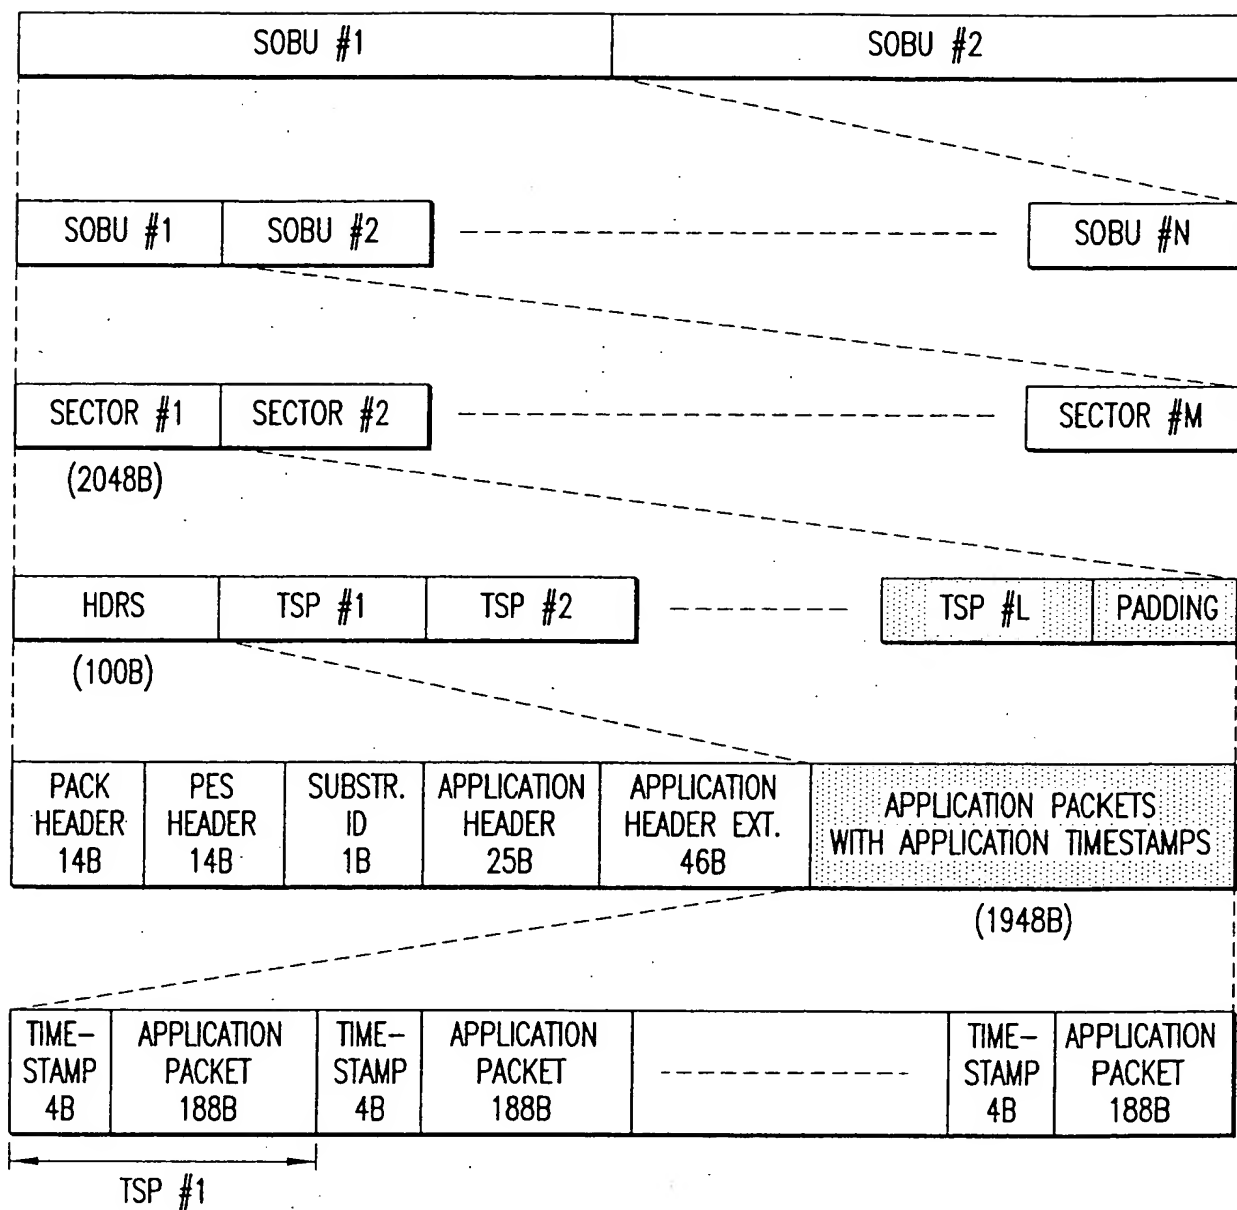 SOBU #1 SOBU #2
SOBU #1 SOBU #2 SOBU #N
SECTOR #1 SECTOR #2 SECTOR #M
(2048B)
HDRS TSP #1 TSP #2 TSP #L PADDING
(100B)
PACK HEADER 14B
PES HEADER 14B
SUBSTR. ID 1B
APPLICATION HEADER 25B
APPLICATION HEADER EXT. 46B
APPLICATION PACKETS
WITH APPLICATION TIMESTAMPS
(1948B)
TIME-
STAMP
4B
APPLICATION
PACKET
188B
TIME-
STAMP
4B
APPLICATION
PACKET
188B
TIME-
STAMP
4B
APPLICATION
PACKET
188B
TSP #1